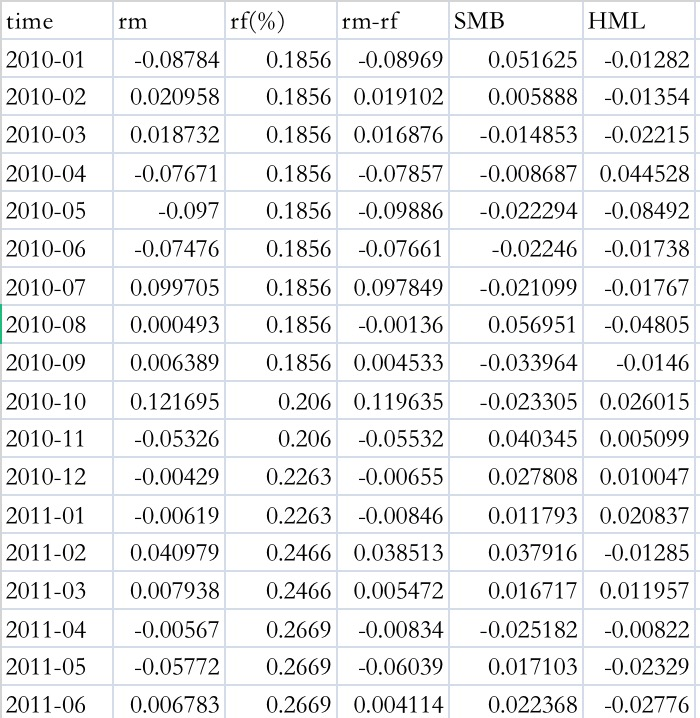 time rm rf(%) rm-rf SMB HML
2010-01 -0.08784 0.1856 -0.08969 0.051625 -0.01282
2010-02 0.020958 0.1856 0.019102 0.005888 -0.01354
2010-03 0.018732 0.1856 0.016876 -0.014853 -0.02215
2010-04 -0.07671 0.1856 -0.07857 -0.008687 0.044528
2010-05 -0.097 0.1856 -0.09886 -0.022294 -0.08492
2010-06 -0.07476 0.1856 -0.07661 -0.02246 -0.01738
2010-07 0.099705 0.1856 0.097849 -0.021099 -0.01767
2010-08 0.000493 0.1856 -0.00136 0.056951 -0.04805
2010-09 0.006389 0.1856 0.004533 -0.033964 -0.0146
2010-10 0.121695 0.206 0.119635 -0.023305 0.026015
2010-11 -0.05326 0.206 -0.05532 0.040345 0.005099
2010-12 -0.00429 0.2263 -0.00655 0.027808 0.010047
2011-01 -0.00619 0.2263 -0.00846 0.011793 0.020837
2011-02 0.040979 0.2466 0.038513 0.037916 -0.01285
2011-03 0.007938 0.2466 0.005472 0.016717 0.011957
2011-04 -0.00567 0.2669 -0.00834 -0.025182 -0.00822
2011-05 -0.05772 0.2669 -0.06039 0.017103 -0.02329
2011-06 0.006783 0.2669 0.004114 0.022368 -0.02776